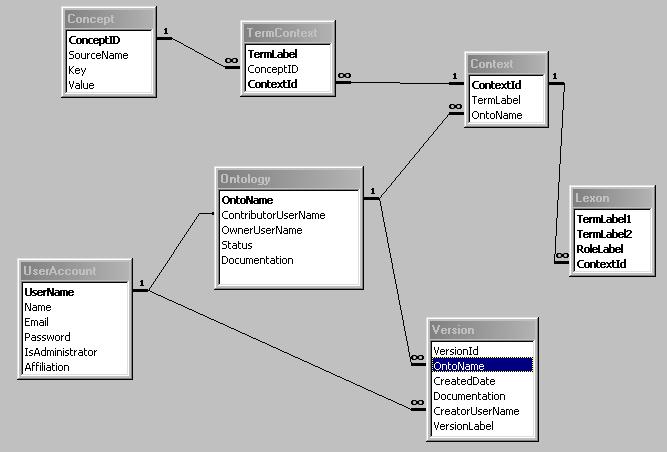 Concept
ConceptID
SourceName
Key
Value
1
∞
TermContext
TermLabel
ConceptID
ContextId
∞
1
Context
ContextId
TermLabel
OntoName
1
∞
Lexon
TermLabel1
TermLabel2
RoleLabel
ContextId
∞
Ontology
OntoName
ContributorUserName
OwnerUserName
Status
Documentation
1
UserAccount
UserName
Name
Email
Password
IsAdministrator
Affiliation
1
Version
VersionId
OntoName
CreatedDate
Documentation
CreatorUserName
VersionLabel
∞
∞